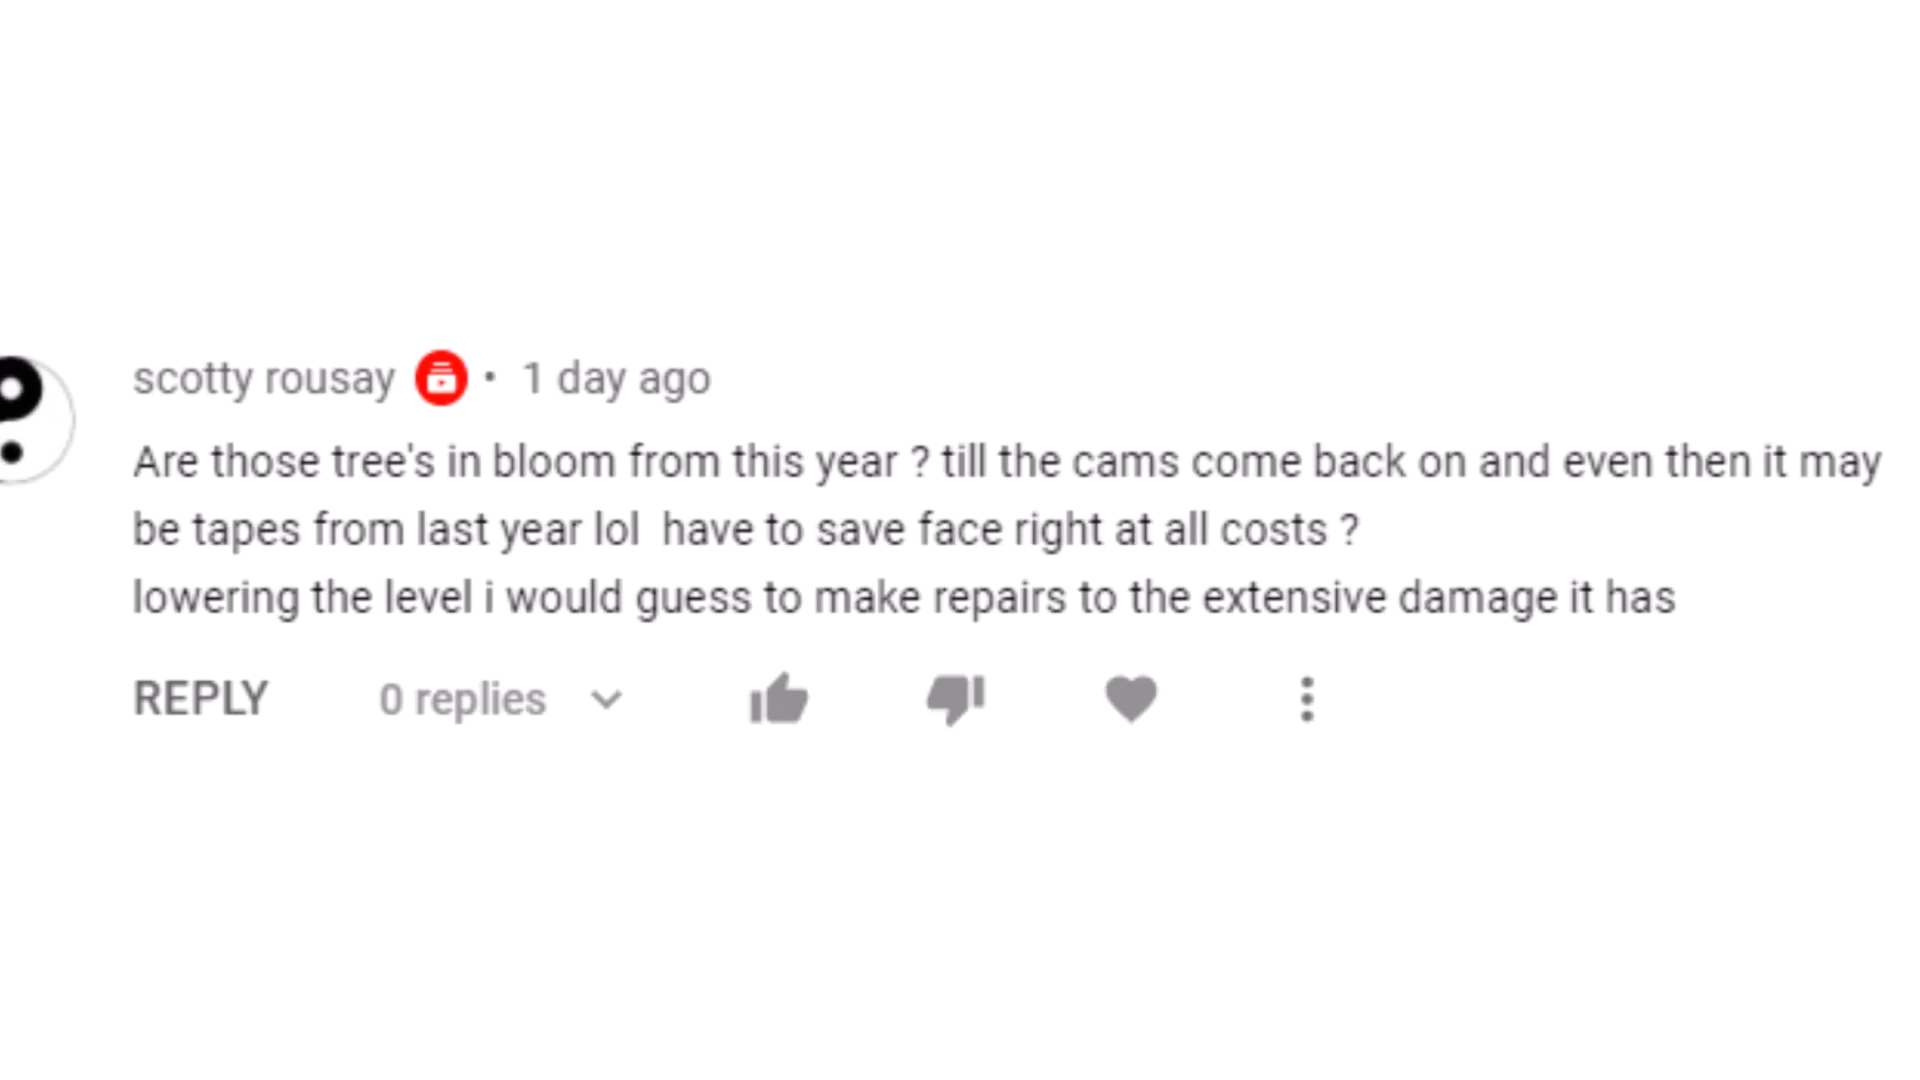 scotty rousay • 1 day ago
Are those tree's in bloom from this year ? till the cams come back on and even then it may
be tapes from last year lol  have to save face right at all costs ?
lowering the level i would guess to make repairs to the extensive damage it has
REPLY 0 replies